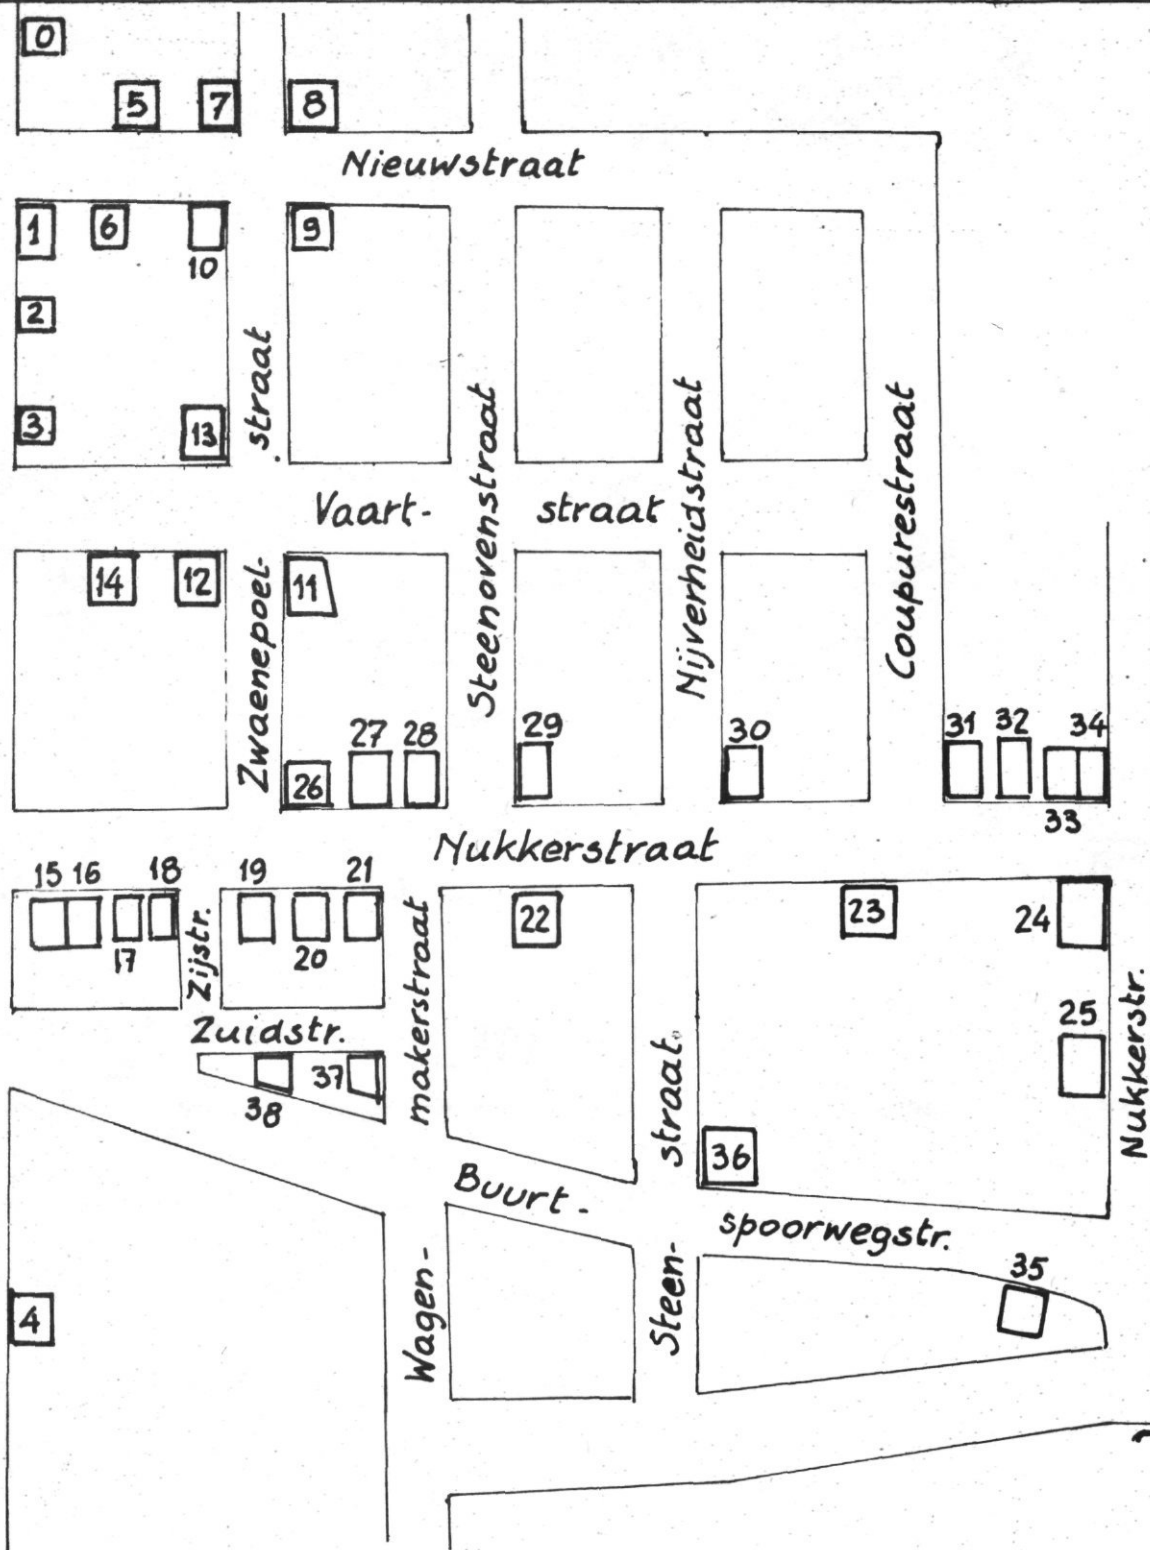 0
5 7 8
Nieuwstraat
1 6 9
10
2
3 13
Zwaenepoel-straat
Steenovenstraat
Nijverheidstraat
Coupurestraat
Vaart-straat
14 12 11
27 28 29 30 31 32 34
26
33
Nukkerstraat
15 16 18 19 21
17 20 22 23 24
Zijstr.
Wagen-makerstraat
Steen-straat.
Nukkerstr.
25
Zuidstr.
37
38
36
Buurt-spoorwegstr.
35
4